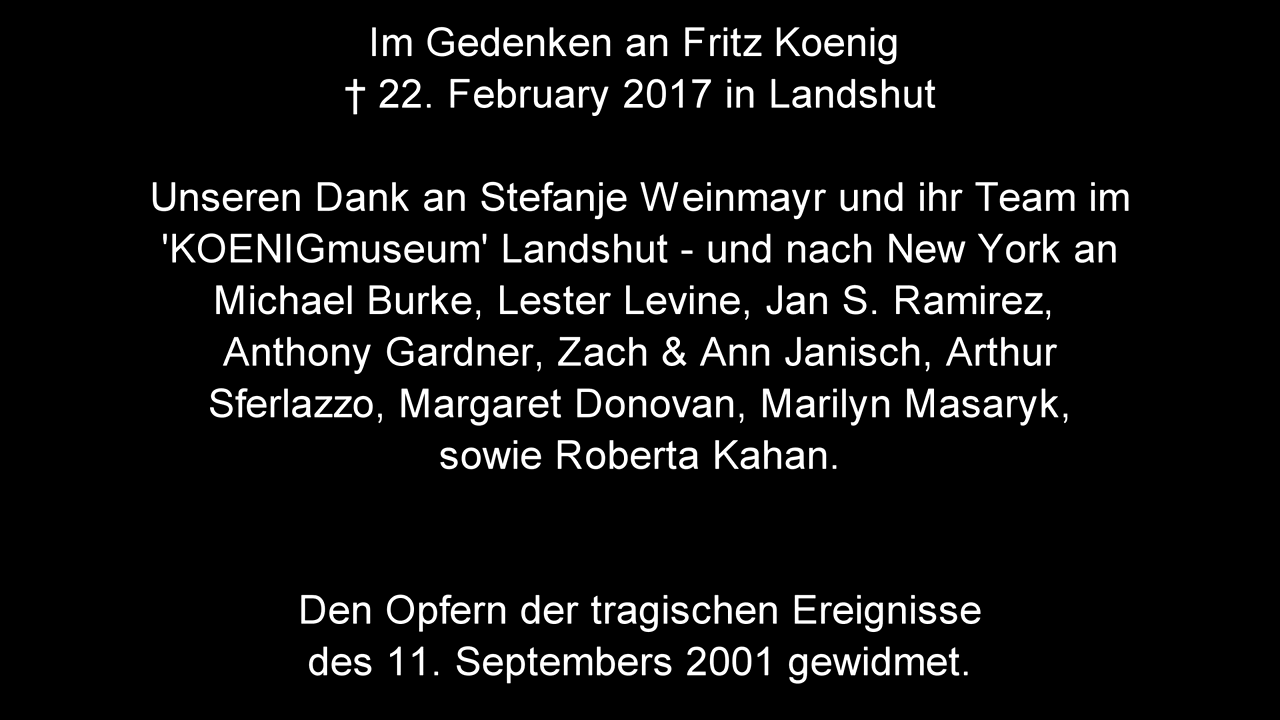 Im Gedenken an Fritz Koenig
† 22. February 2017 in Landshut
Unseren Dank an Stefanje Weinmayr und ihr Team im
'KOENIGmuseum' Landshut - und nach New York an
Michael Burke, Lester Levine, Jan S. Ramirez,
Anthony Gardner, Zach & Ann Janisch, Arthur
Sferlazzo, Margaret Donovan, Marilyn Masaryk,
sowie Roberta Kahan.
Den Opfern der tragischen Ereignisse
des 11. Septembers 2001 gewidmet.